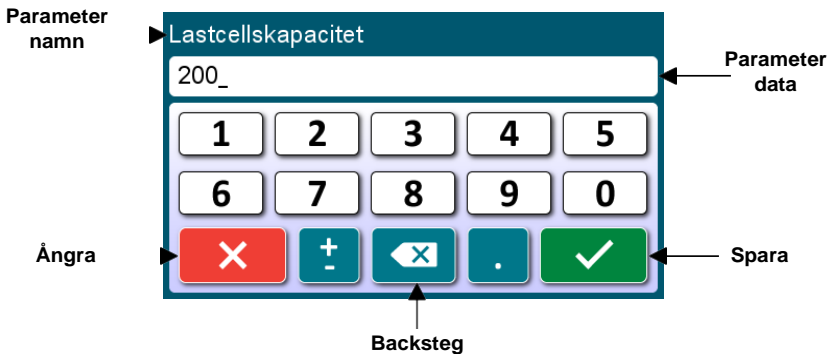 Parameter
namn
Lastcellskapacitet
200_
Parameter
data
1 2 3 4 5
6 7 8 9 0
Ångra
+
-
.
Spara
Backsteg